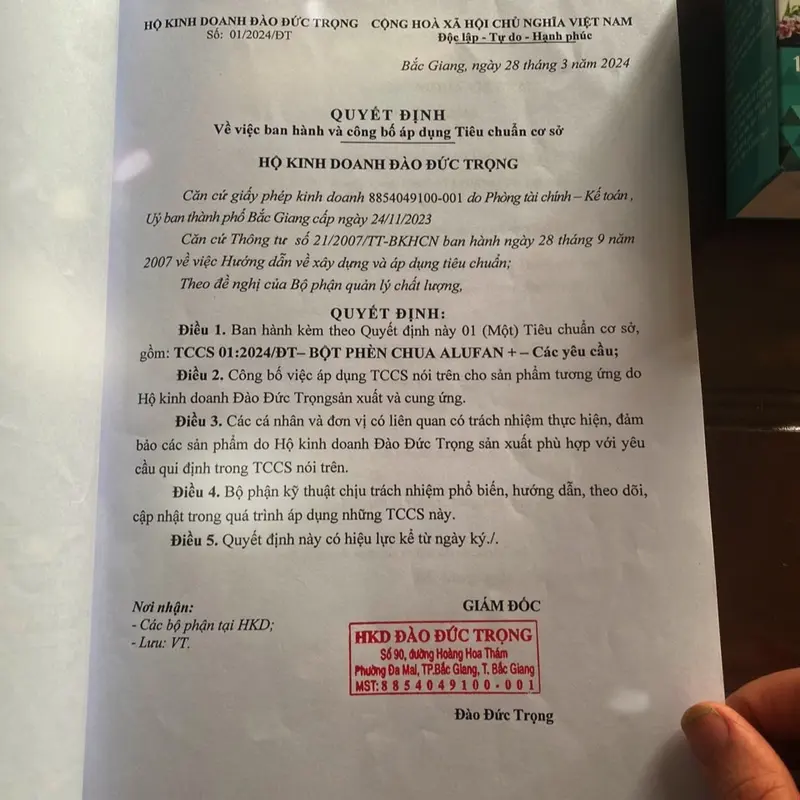 HỘ KINH DOANH ĐÀO ĐỨC TRỌNG
Số: 01/2024/ĐT
CỘNG HOÀ XÃ HỘI CHỦ NGHĨA VIỆT NAM
Độc lập - Tự do - Hạnh phúc
Bắc Giang, ngày 28 tháng 3 năm 2024
QUYẾT ĐỊNH
Về việc ban hành và công bố áp dụng Tiêu chuẩn cơ sở
HỘ KINH DOANH ĐÀO ĐỨC TRỌNG
Căn cứ giấy phép kinh doanh 8854049100-001 do Phòng tài chính – Kế toán,
Uỷ ban thành phố Bắc Giang cấp ngày 24/11/2023
Căn cứ Thông tư số 21/2007/TT-BKHCN ban hành ngày 28 tháng 9 năm
2007 về việc Hướng dẫn về xây dựng và áp dụng tiêu chuẩn;
Theo đề nghị của Bộ phận quản lý chất lượng,
QUYẾT ĐỊNH:
Điều 1. Ban hành kèm theo Quyết định này 01 (Một) Tiêu chuẩn cơ sở,
gồm: TCCS 01:2024/ĐT– BỘT PHÈN CHUA ALUFAN + – Các yêu cầu;
Điều 2. Công bố việc áp dụng TCCS nói trên cho sản phẩm tương ứng do
Hộ kinh doanh Đào Đức Trọngsản xuất và cung ứng.
Điều 3. Các cá nhân và đơn vị có liên quan có trách nhiệm thực hiện, đảm
bảo các sản phẩm do Hộ kinh doanh Đào Đức Trọng sản xuất phù hợp với yêu
cầu qui định trong TCCS nói trên.
Điều 4. Bộ phận kỹ thuật chịu trách nhiệm phổ biến, hướng dẫn, theo dõi,
cập nhật trong quá trình áp dụng những TCCS này.
Điều 5. Quyết định này có hiệu lực kể từ ngày ký./.
Nơi nhận:
- Các bộ phận tại HKD;
- Lưu: VT.
GIÁM ĐỐC
HKD ĐÀO ĐỨC TRỌNG
Số 90, đường Hoàng Hoa Thám
Phường Đa Mai, TP.Bắc Giang, T. Bắc Giang
MST: 8854049100-001
Đào Đức Trọng